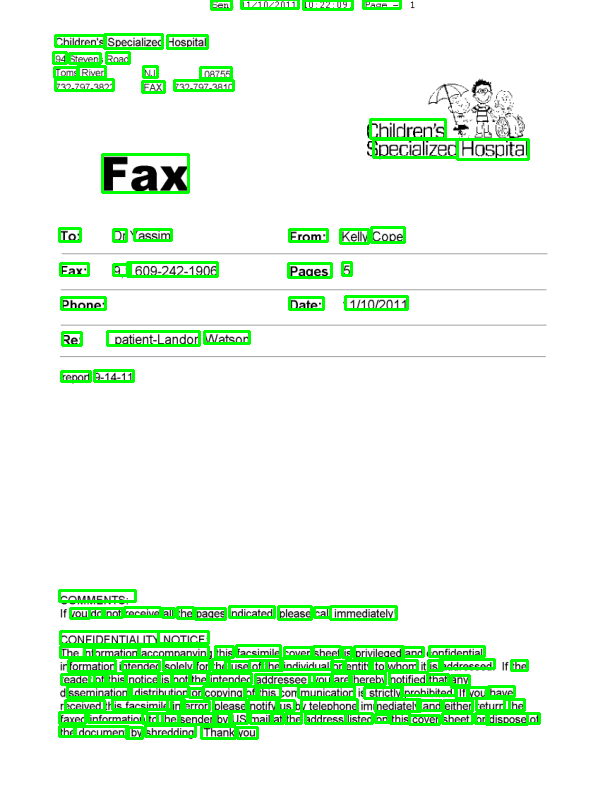 Sen 11/10/2011 10:22:09 Page - 1
Children's Specialized Hospital
94 Stevens Road
Toms River NJ 08755
732-797-3822 FAX 732-797-3810
Children's
Specialized Hospital
Fax
To: Dr Yassim From: Kelly Cope
Fax: 9, 1609-242-1906 Pages 5
Phone: Date: 11/10/2011
Re: patient-Landon Watson
report 9-14-11
COMMENTS:
If you do not receive all the pages indicated please call immediately
CONFIDENTIALITY NOTICE
The information accompanying this facsimile cover sheet is privileged and confidential
information intended solely for the use of the individual or entity to whom it is addressed. If the
reader of this notice is not the intended addressee you are hereby notified that any
dissemination, distribution or copying of this communication is strictly prohibited. If you have
received this facsimile in error, please notify us by telephone immediately and either return the
faxed information to the sender by US mail at the address listed on this cover sheet, or dispose of
the document by shredding. Thank you